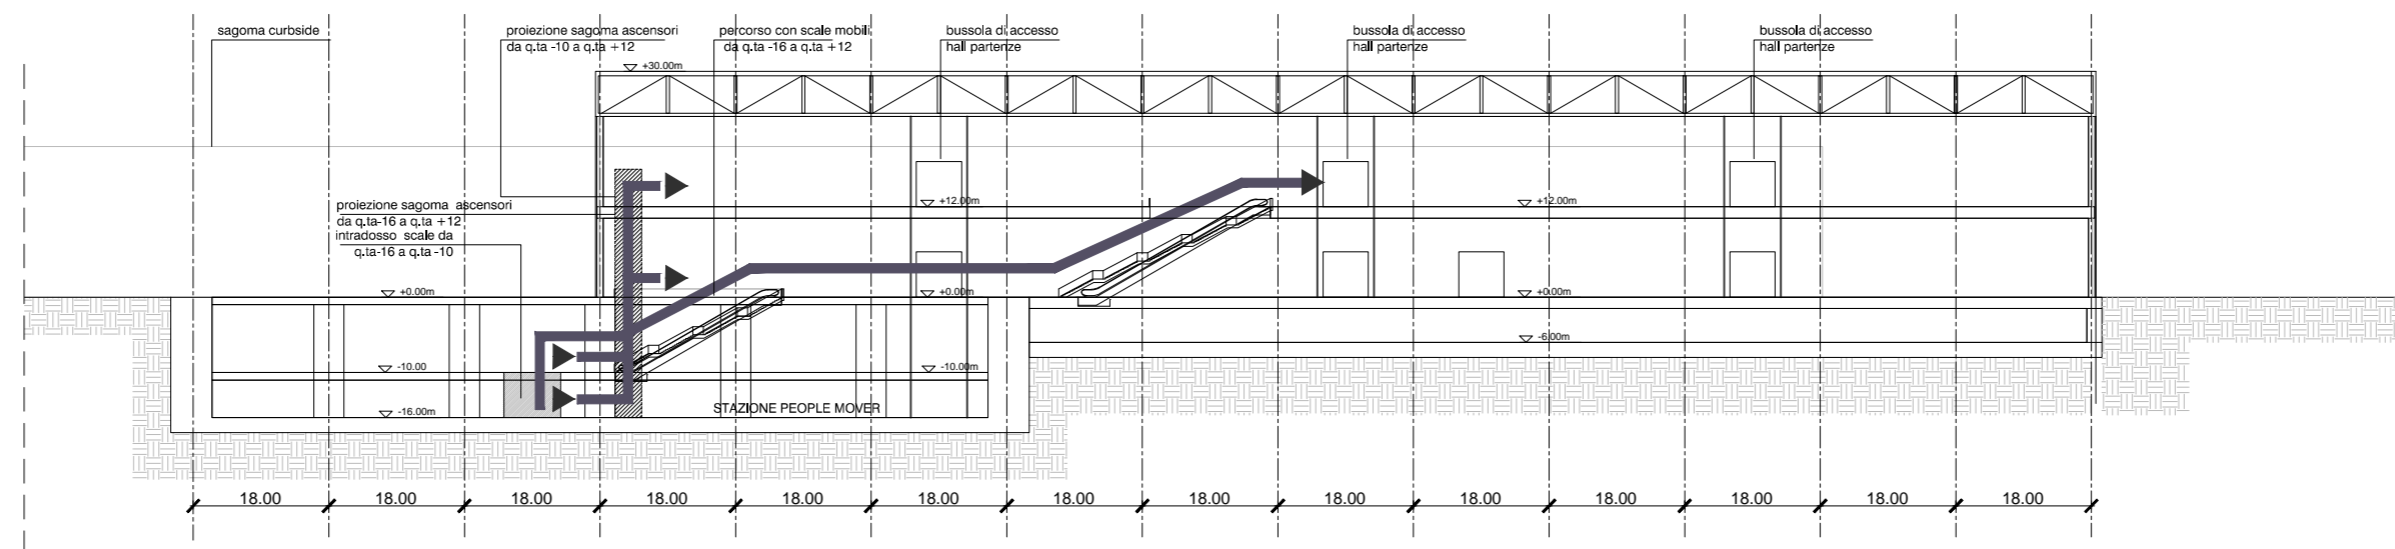 sagoma curbside
proiezione sagoma ascensori
da q.ta -10 a q.ta +12
percorso con scale mobili
da q.ta -16 a q.ta +12
bussola di accesso
hall partenze
bussola di accesso
hall partenze
bussola di accesso
hall partenze
+30.00m
proiezione sagoma ascensori
da q.ta-16 a q.ta +12
intradosso scale da
q.ta-16 a q.ta -10
+12.00m
+12.00m
+0.00m
+0.00m
+0.00m
-6.00m
-10.00
-10.00m
-16.00m
STAZIONE PEOPLE MOVER
18.00 18.00 18.00 18.00 18.00 18.00 18.00 18.00 18.00 18.00 18.00 18.00 18.00 18.00